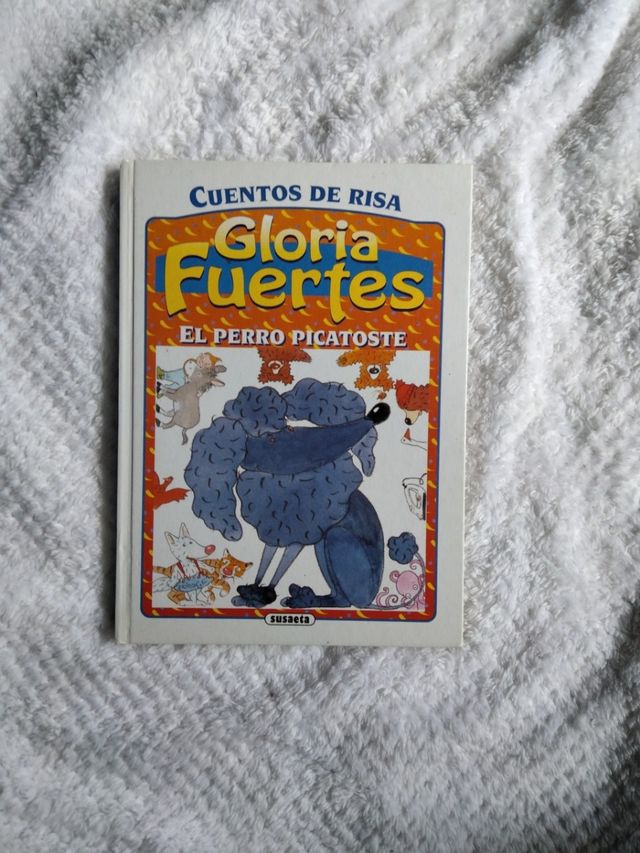 CUENTOS DE RISA
Gloria
Fuertes
EL PERRO PICATOSTE
susaeta